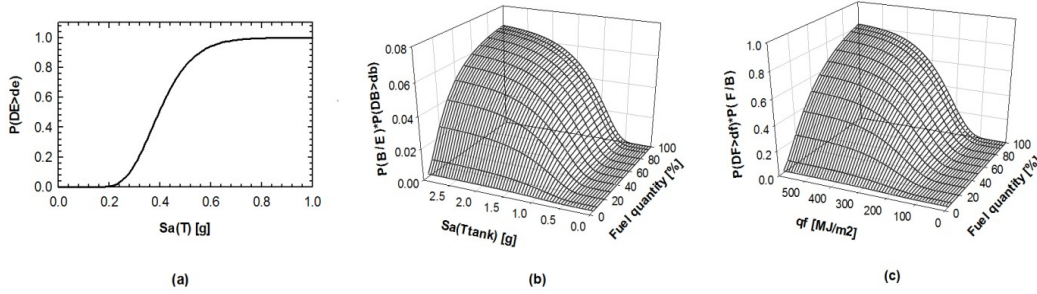 P(DE>de)
1.0
0.8
0.6
0.4
0.2
0.0
0.0 0.2 0.4 0.6 0.8 1.0
Sa(T) [g]
(a)
P(B/E)*P(DB>db)
0.08
0.06
0.04
0.02
0.00
2.5 2.0 1.5 1.0 0.5 0.0
Sa(Ttank) [g]
0 20 40 60 80 100
Fuel quantity [%]
(b)
P(DF>df)*P(F/B)
1.0
0.8
0.6
0.4
0.2
0.0
500 400 300 200 100 0
qf [MJ/m2]
0 20 40 60 80 100
Fuel quantity [%]
(c)